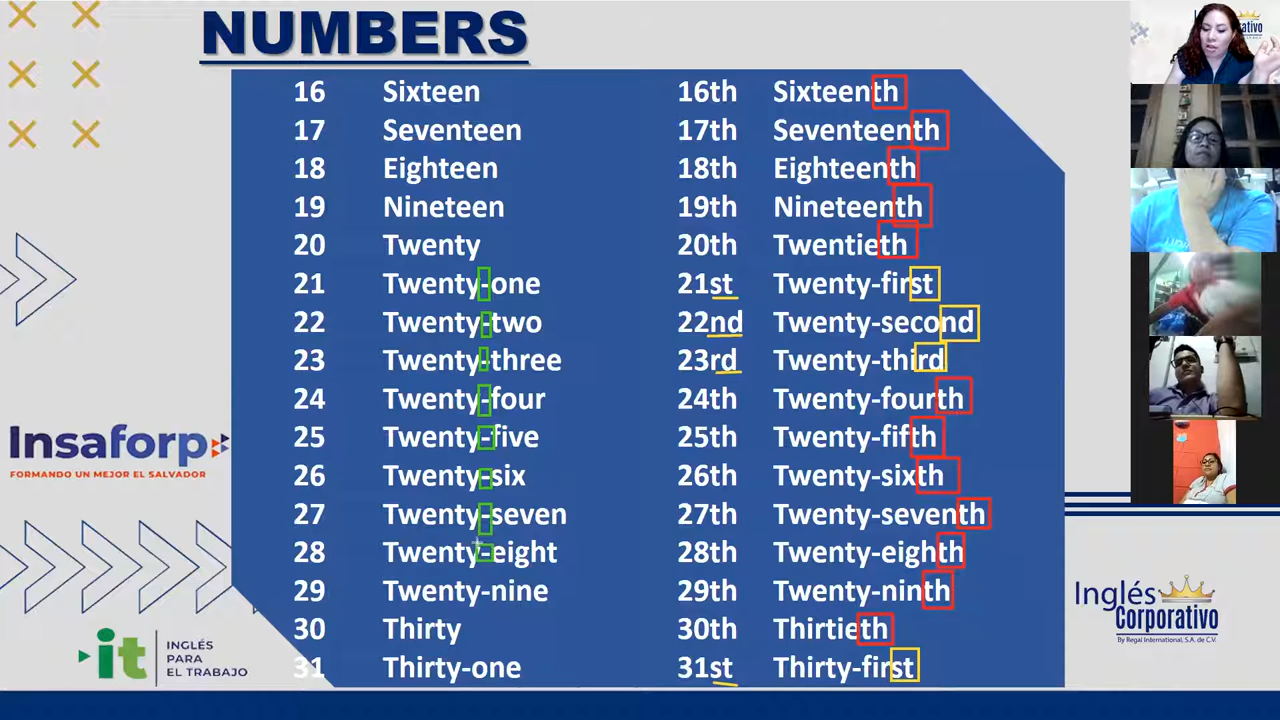 NUMBERS
16 Sixteen 16th Sixteenth
17 Seventeen 17th Seventeenth
18 Eighteen 18th Eighteenth
19 Nineteen 19th Nineteenth
20 Twenty 20th Twentieth
21 Twenty-one 21st Twenty-first
22 Twenty-two 22nd Twenty-second
23 Twenty-three 23rd Twenty-third
24 Twenty-four 24th Twenty-fourth
25 Twenty-five 25th Twenty-fifth
26 Twenty-six 26th Twenty-sixth
27 Twenty-seven 27th Twenty-seventh
28 Twenty-eight 28th Twenty-eighth
29 Twenty-nine 29th Twenty-ninth
30 Thirty 30th Thirtieth
31 Thirty-one 31st Thirty-first
Insaforp
FORMANDO UN MEJOR EL SALVADOR
it
INGLÉS
PARA
EL TRABAJO
Inglés
Corporativo
By Regal International, S.A. de C.V.